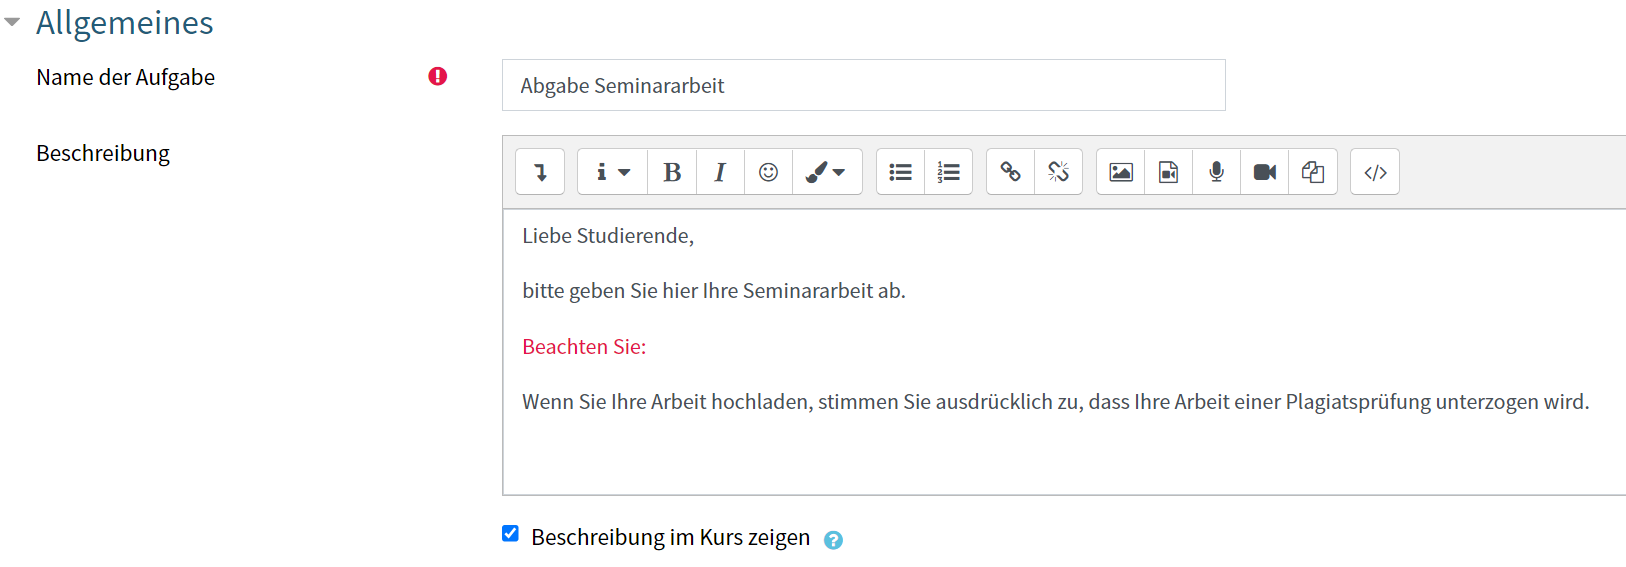 Allgemeines
Name der Aufgabe
Abgabe Seminararbeit
Beschreibung
Liebe Studierende,
bitte geben Sie hier Ihre Seminararbeit ab.
Beachten Sie:
Wenn Sie Ihre Arbeit hochladen, stimmen Sie ausdrücklich zu, dass Ihre Arbeit einer Plagiatsprüfung unterzogen wird.
Beschreibung im Kurs zeigen